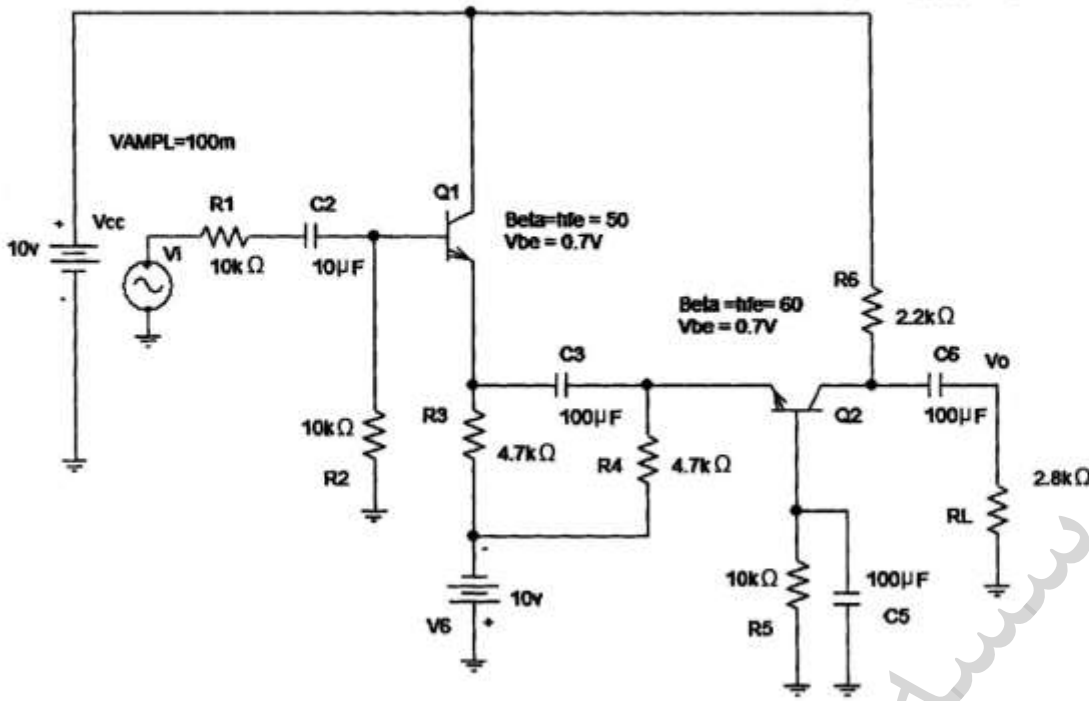 VAMPL=100m
Q1
R1
C2
Vcc
+
10v
-
Vi
10kΩ
10µF
Beta=hfe = 50
Vbe = 0.7V
Beta =hfe= 60
Vbe = 0.7V
R6
2.2kΩ
C3
C6
Vo
100µF
100µF
Q2
10kΩ
R2
R3
4.7kΩ
R4
4.7kΩ
2.8kΩ
RL
-
10v
V6
+
10kΩ
R5
100µF
C5